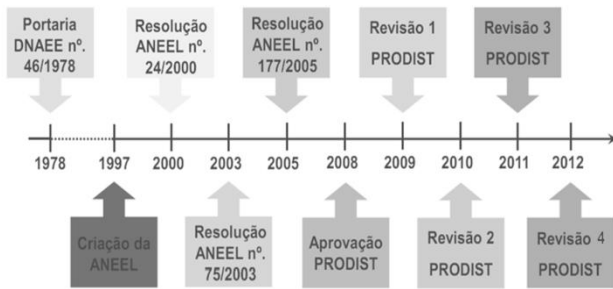 Portaria
DNAEE nº.
46/1978
Resolução
ANEEL nº.
24/2000
Resolução
ANEEL nº.
177/2005
Revisão 1
PRODIST
Revisão 3
PRODIST
1978
1997
2000
2003
2005
2008
2009
2010
2011
2012
Criação da
ANEEL
Resolução
ANEEL nº.
75/2003
Aprovação
PRODIST
Revisão 2
PRODIST
Revisão 4
PRODIST